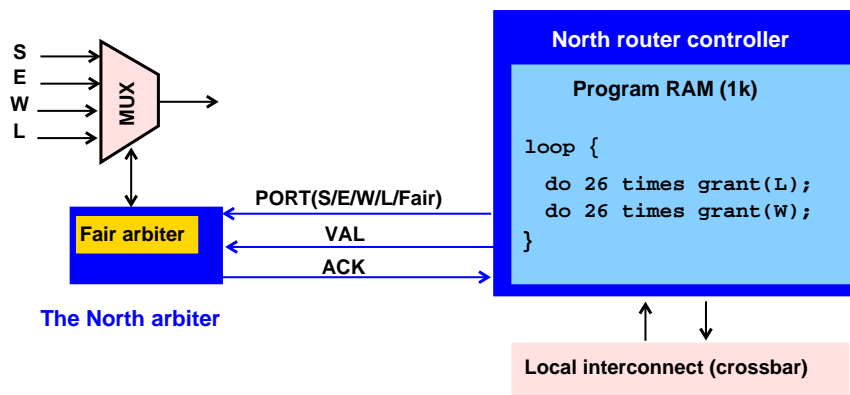 S
E
W
L
MUX
North router controller
Program RAM (1k)
loop {
do 26 times grant(L);
do 26 times grant(W);
}
PORT(S/E/W/L/Fair)
Fair arbiter
VAL
ACK
The North arbiter
Local interconnect (crossbar)